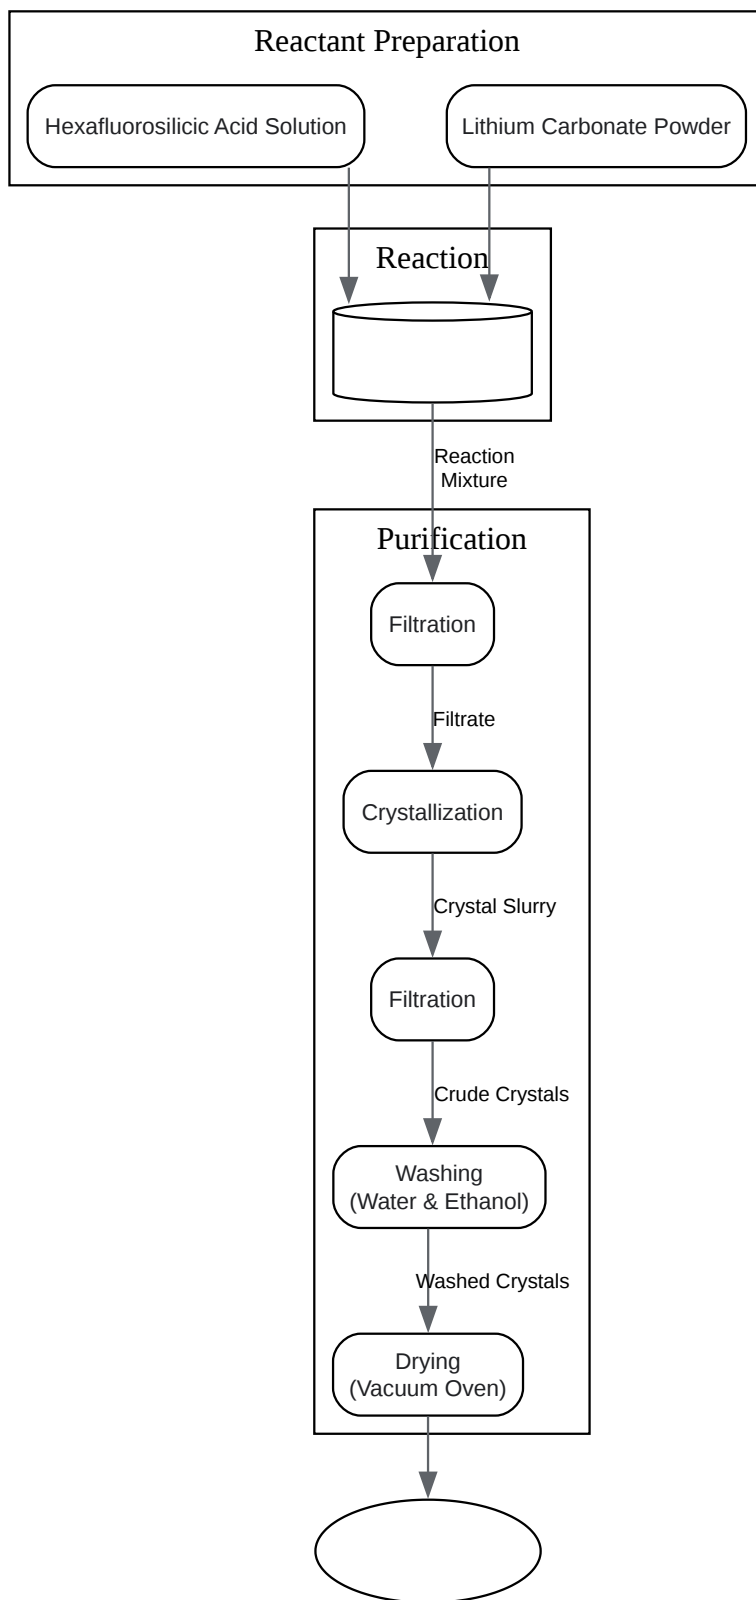 Reactant Preparation
Hexafluorosilicic Acid Solution
Lithium Carbonate Powder
Reaction
Reaction
Mixture
Purification
Filtration
Filtrate
Crystallization
Crystal Slurry
Filtration
Crude Crystals
Washing
(Water & Ethanol)
Washed Crystals
Drying
(Vacuum Oven)